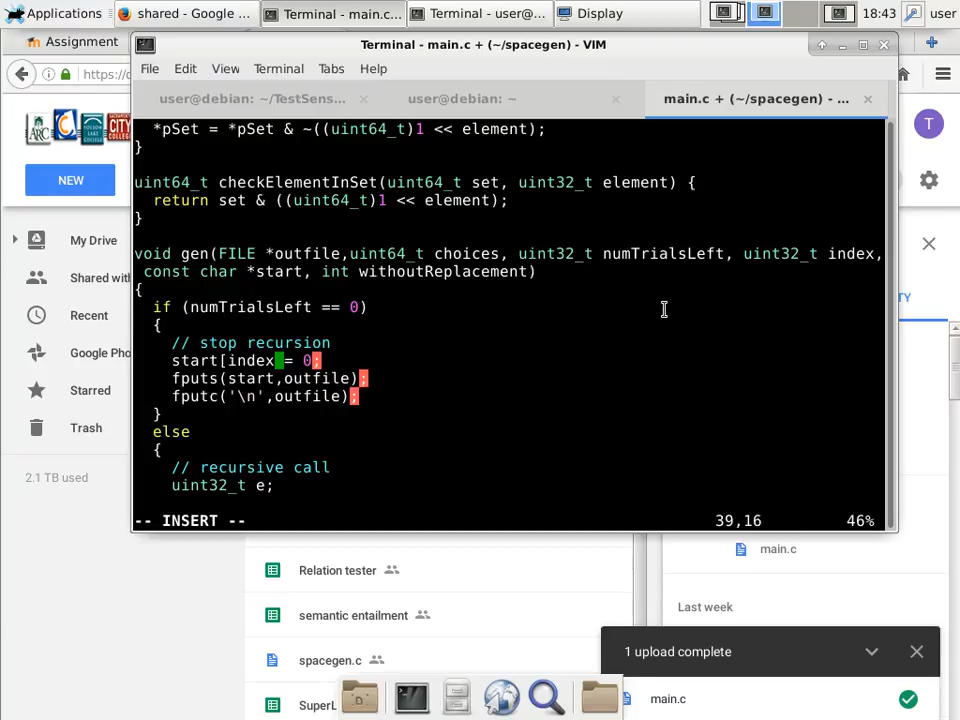 Applications
shared - Google ...
Terminal - main.c...
Terminal - user@...
Display
18:43
user
Assignment
https://c
Terminal - main.c + (~/spacegen) - VIM
File Edit View Terminal Tabs Help
user@debian: ~/TestSens...
user@debian: ~
main.c + (~/spacegen) - ...
*pSet = *pSet & ~((uint64_t)1 << element);
}
uint64_t checkElementInSet(uint64_t set, uint32_t element) {
return set & ((uint64_t)1 << element);
}
void gen(FILE *outfile,uint64_t choices, uint32_t numTrialsLeft, uint32_t index,
const char *start, int withoutReplacement)
{
if (numTrialsLeft == 0)
{
// stop recursion
start[index = 0;
fputs(start,outfile);
fputc('\n',outfile);
}
else
{
// recursive call
uint32_t e;
-- INSERT --
39,16
46%
ARC
CITY
T
NEW
My Drive
Shared with
Recent
Google Pho
Starred
Trash
2.1 TB used
TY
main.c
Last week
Relation tester
semantic entailment
spacegen.c
SuperL
1 upload complete
main.c